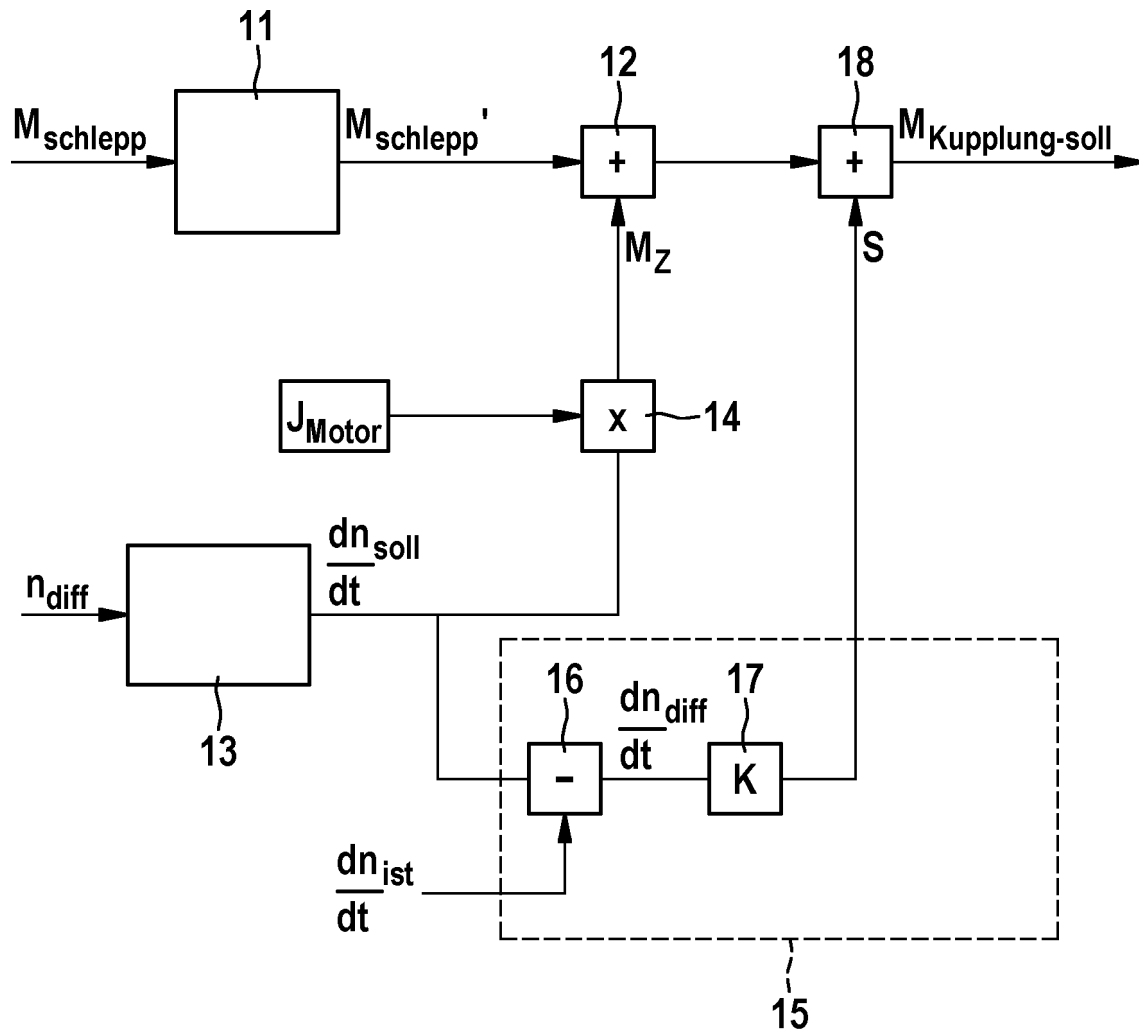 11
12
18
M_schlepp
M_schlepp'
M_Kupplung-soll
+
+
M_Z
S
J_Motor
x
14
dn_soll
dt
n_diff
13
16
17
dn_diff
dt
-
K
dn_ist
dt
15